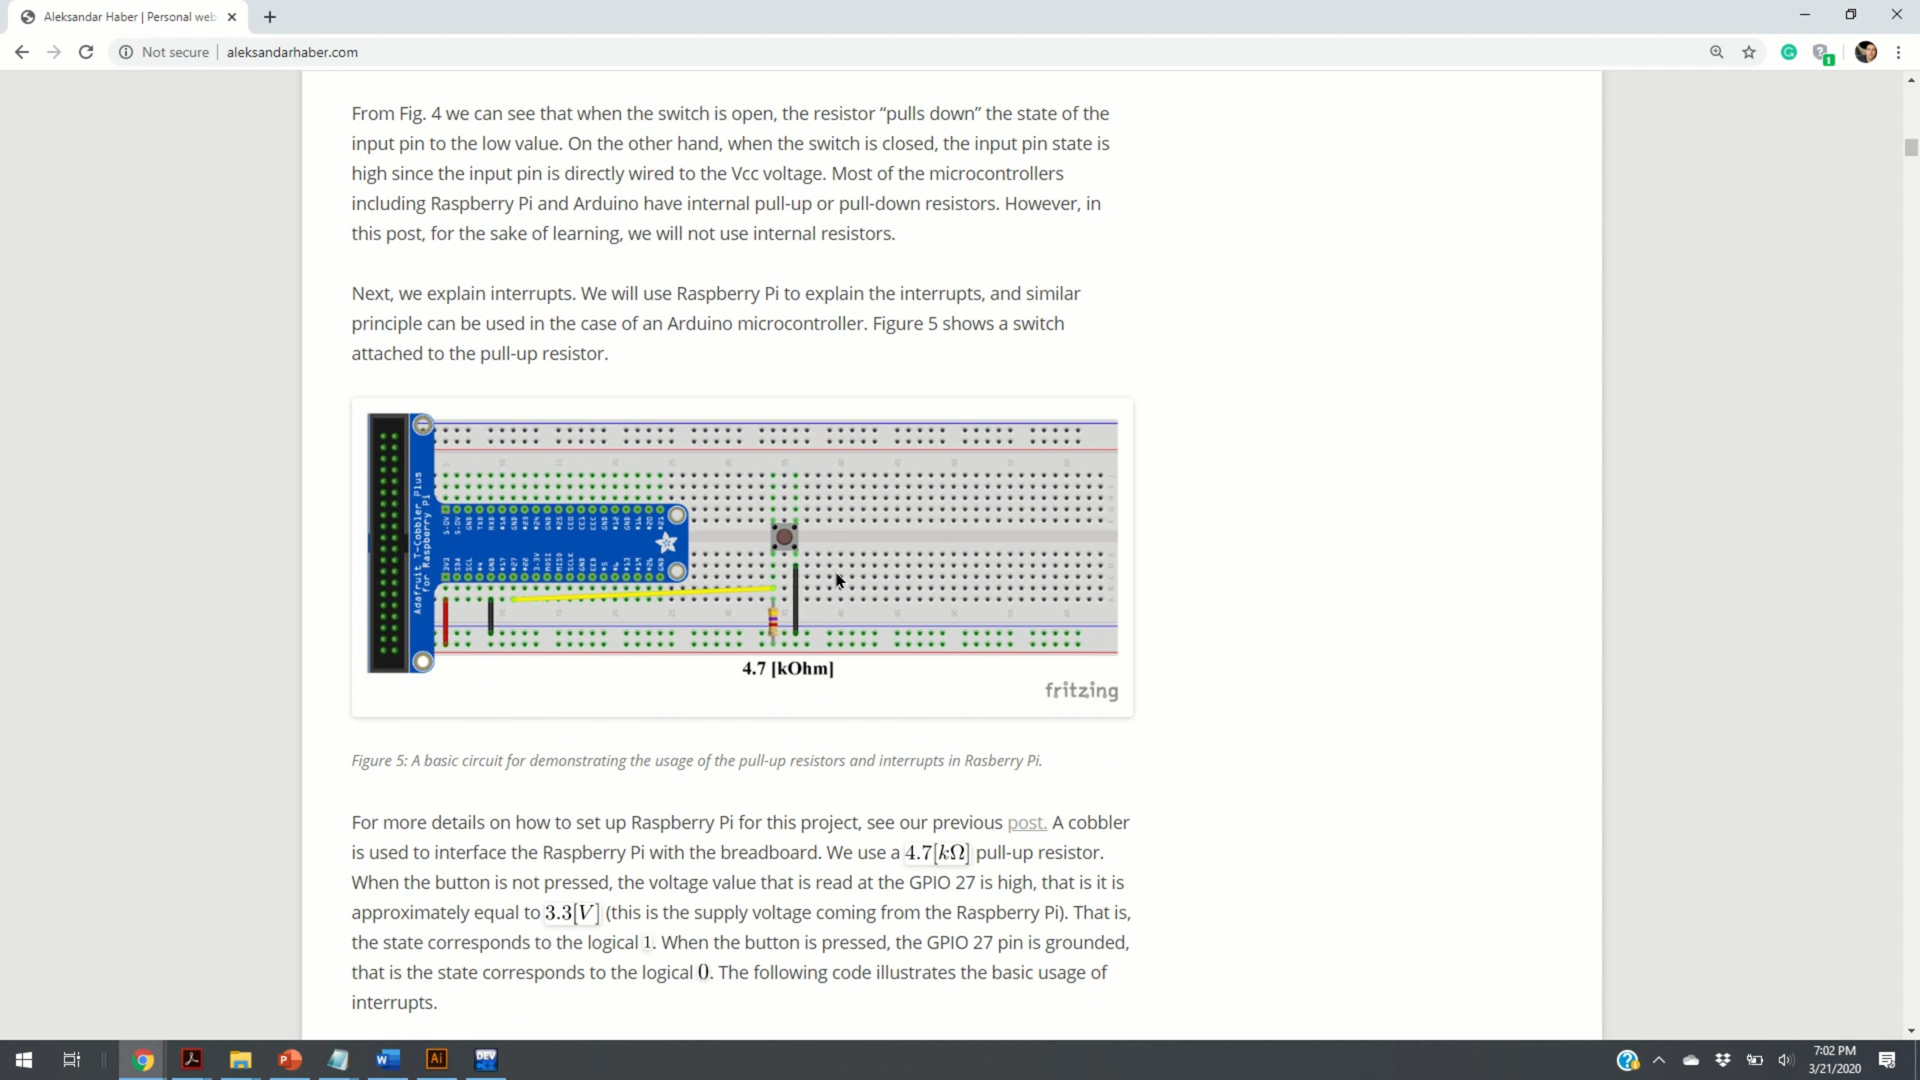 Aleksandar Haber | Personal web
Not secure
aleksandarhaber.com
1
From Fig. 4 we can see that when the switch is open, the resistor “pulls down” the state of the
input pin to the low value. On the other hand, when the switch is closed, the input pin state is
high since the input pin is directly wired to the Vcc voltage. Most of the microcontrollers
including Raspberry Pi and Arduino have internal pull-up or pull-down resistors. However, in
this post, for the sake of learning, we will not use internal resistors.
Next, we explain interrupts. We will use Raspberry Pi to explain the interrupts, and similar
principle can be used in the case of an Arduino microcontroller. Figure 5 shows a switch
attached to the pull-up resistor.
Adafruit T-Cobbler Plus
for Raspberry Pi
4.7 [kOhm]
fritzing
Figure 5: A basic circuit for demonstrating the usage of the pull-up resistors and interrupts in Rasberry Pi.
For more details on how to set up Raspberry Pi for this project, see our previous post. A cobbler
is used to interface the Raspberry Pi with the breadboard. We use a 4.7[kΩ] pull-up resistor.
When the button is not pressed, the voltage value that is read at the GPIO 27 is high, that is it is
approximately equal to 3.3[V] (this is the supply voltage coming from the Raspberry Pi). That is,
the state corresponds to the logical 1. When the button is pressed, the GPIO 27 pin is grounded,
that is the state corresponds to the logical 0. The following code illustrates the basic usage of
interrupts.
7:02 PM
3/21/2020